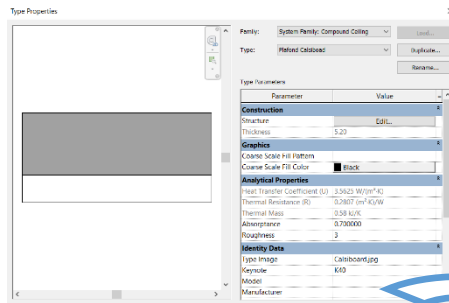 Type Properties
Family: System Family: Compound Ceiling Load...
Type: Plafond Calsiboard Duplicate...
Rename...
Type Parameters
Parameter Value
Construction
Structure Edit...
Thickness 5.20
Graphics
Coarse Scale Fill Pattern
Coarse Scale Fill Color Black
Analytical Properties
Heat Transfer Coefficient (U) 3.5625 W/(m²·K)
Thermal Resistance (R) 0.2807 (m²·K)/W
Thermal Mass 0.58 kJ/K
Absorptance 0.700000
Roughness 3
Identity Data
Type Image Calsiboard.jpg
Keynote K40
Model
Manufacturer